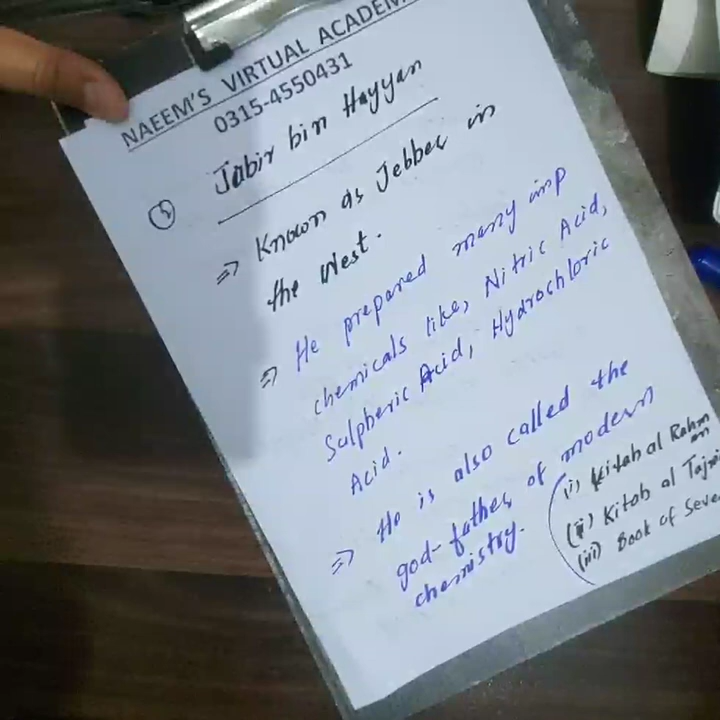 NAEEM'S VIRTUAL ACADEM
0315-4550431
Jabir bin Hayyan
⇒ Known as Jebber in
the West.
⇒ He prepared many imp
chemicals like, Nitric Acid,
Sulpheric Acid, Hydrochloric
Acid.
⇒ He is also called the
god-father of modern
chemistry.
(i) Kitab al Rahm
an
(ii) Kitab al Tajmi
(iii) Book of Seve